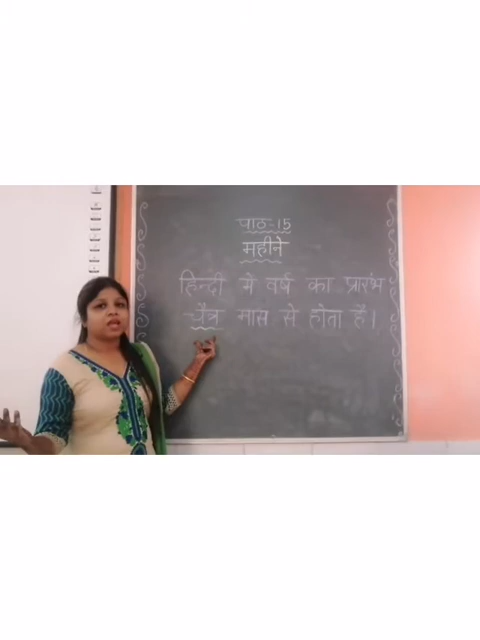 पाठ-15
महीने
हिन्दी मे वर्ष का प्रारंभ
चैत्र मास से होता है।